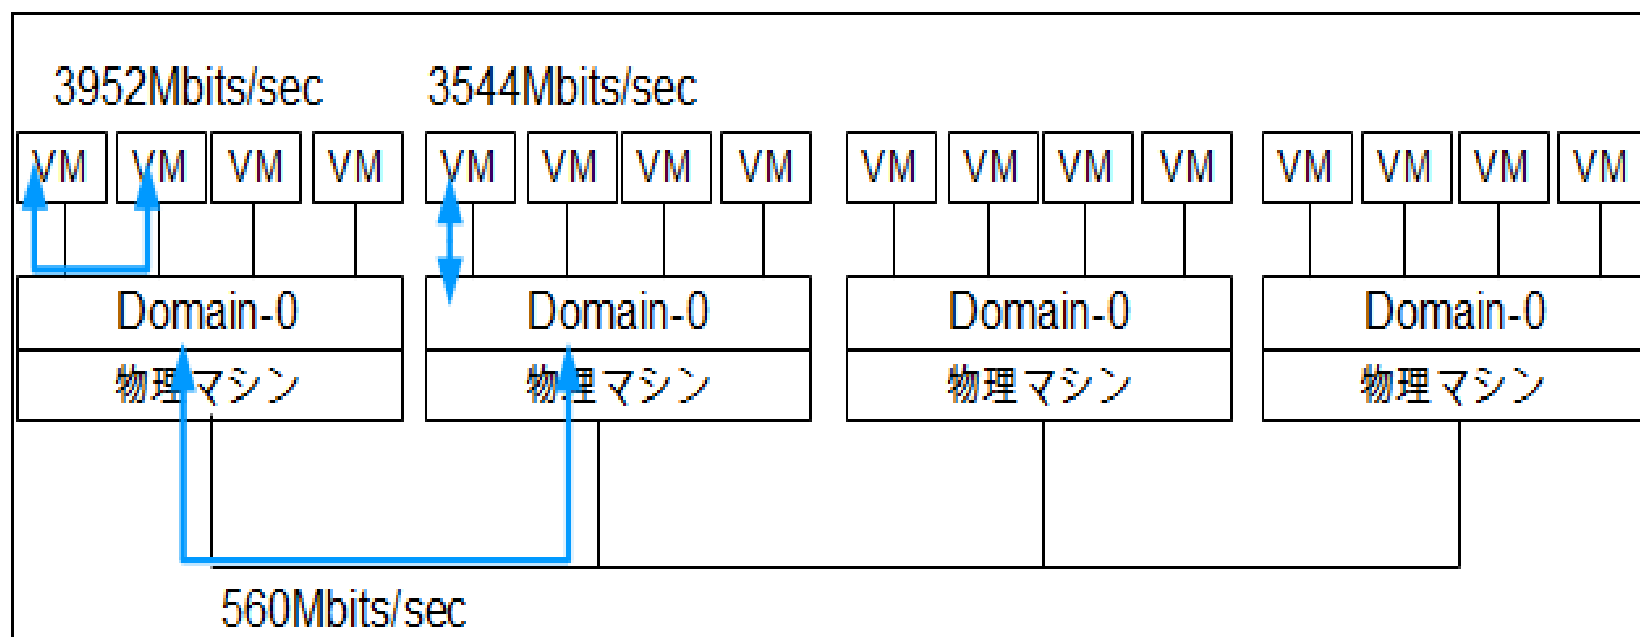 3952Mbits/sec 3544Mbits/sec
VM VM VM VM VM VM VM VM VM VM VM VM VM VM VM VM
Domain-0 Domain-0 Domain-0 Domain-0
物理マシン 物理マシン 物理マシン 物理マシン
560Mbits/sec